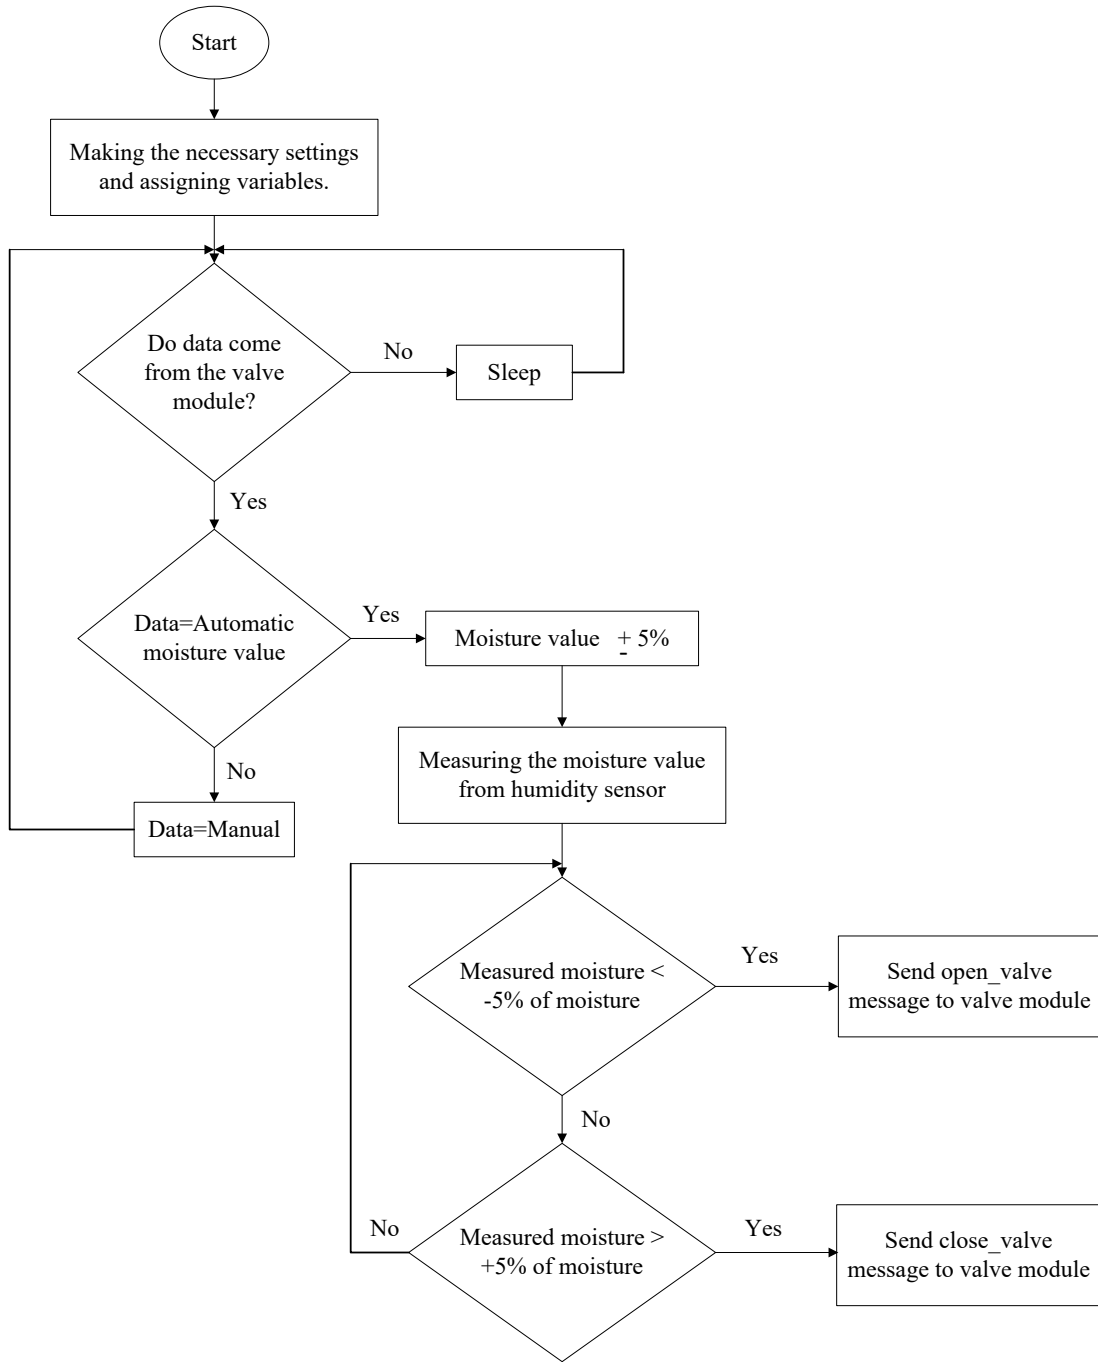 Start
Making the necessary settings
and assigning variables.
Do data come
from the valve
module?
No
Sleep
Yes
Data=Automatic
moisture value
Yes
Moisture value ± 5%
Measuring the moisture value
from humidity sensor
No
Data=Manual
Measured moisture <
-5% of moisture
Yes
Send open_valve
message to valve module
No
Measured moisture >
+5% of moisture
No
Yes
Send close_valve
message to valve module